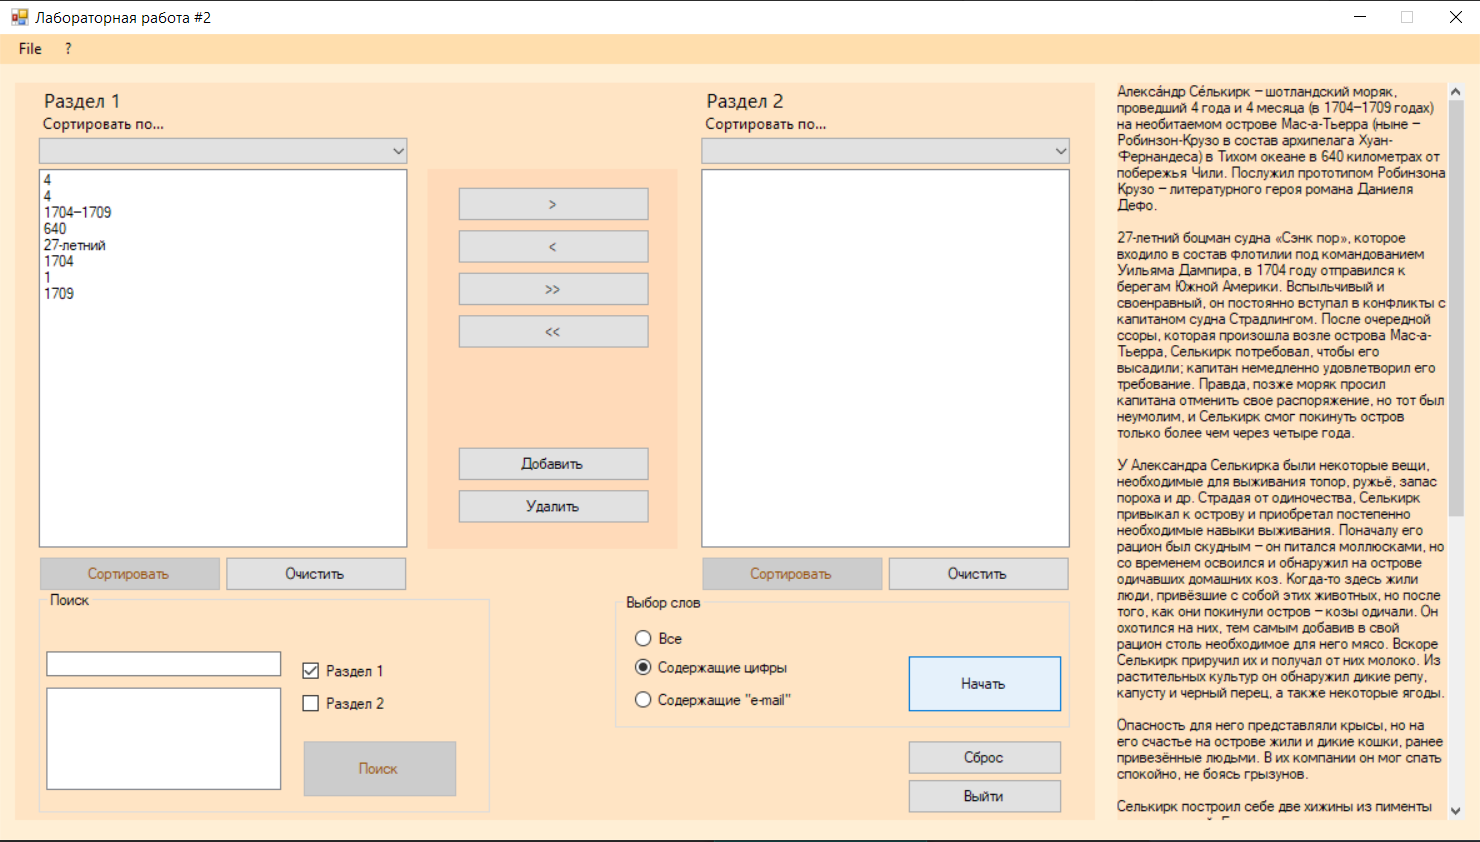 Лабораторная работа #2
File ?
Раздел 1
Сортировать по...
4
4
1704–1709
640
27-летний
1704
1
1709
Сортировать
Очистить
>
<
>>
<<
Добавить
Удалить
Раздел 2
Сортировать по...
Сортировать
Очистить
Поиск
Раздел 1
Раздел 2
Поиск
Выбор слов
Все
Содержащие цифры
Содержащие "e-mail"
Начать
Сброс
Выйти
Алекса́ндр Се́лькирк – шотландский моряк,
проведший 4 года и 4 месяца (в 1704–1709 годах)
на необитаемом острове Мас-а-Тьерра (ныне –
Робинзон-Крузо в состав архипелага Хуан-
Фернандеса) в Тихом океане в 640 километрах от
побережья Чили. Послужил прототипом Робинзона
Крузо – литературного героя романа Даниеля
Дефо.
27-летний боцман судна «Сэнк пор», которое
входило в состав флотилии под командованием
Уильяма Дампира, в 1704 году отправился к
берегам Южной Америки. Вспыльчивый и
своенравный, он постоянно вступал в конфликты с
капитаном судна Страдлингом. После очередной
ссоры, которая произошла возле острова Мас-а-
Тьерра, Селькирк потребовал, чтобы его
высадили; капитан немедленно удовлетворил его
требование. Правда, позже моряк просил
капитана отменить свое распоряжение, но тот был
неумолим, и Селькирк смог покинуть остров
только более чем через четыре года.
У Александра Селькирка были некоторые вещи,
необходимые для выживания топор, ружьё, запас
пороха и др. Страдая от одиночества, Селькирк
привыкал к острову и приобретал постепенно
необходимые навыки выживания. Поначалу его
рацион был скудным – он питался моллюсками, но
со временем освоился и обнаружил на острове
одичавших домашних коз. Когда-то здесь жили
люди, привёзшие с собой этих животных, но после
того, как они покинули остров – козы одичали. Он
охотился на них, тем самым добавив в свой
рацион столь необходимое для него мясо. Вскоре
Селькирк приручил их и получал от них молоко. Из
растительных культур он обнаружил дикие репу,
капусту и черный перец, а также некоторые ягоды.
Опасность для него представляли крысы, но на
его счастье на острове жили и дикие кошки, ранее
привезённые людьми. В их компании он мог спать
спокойно, не боясь грызунов.
Селькирк построил себе две хижины из пименты